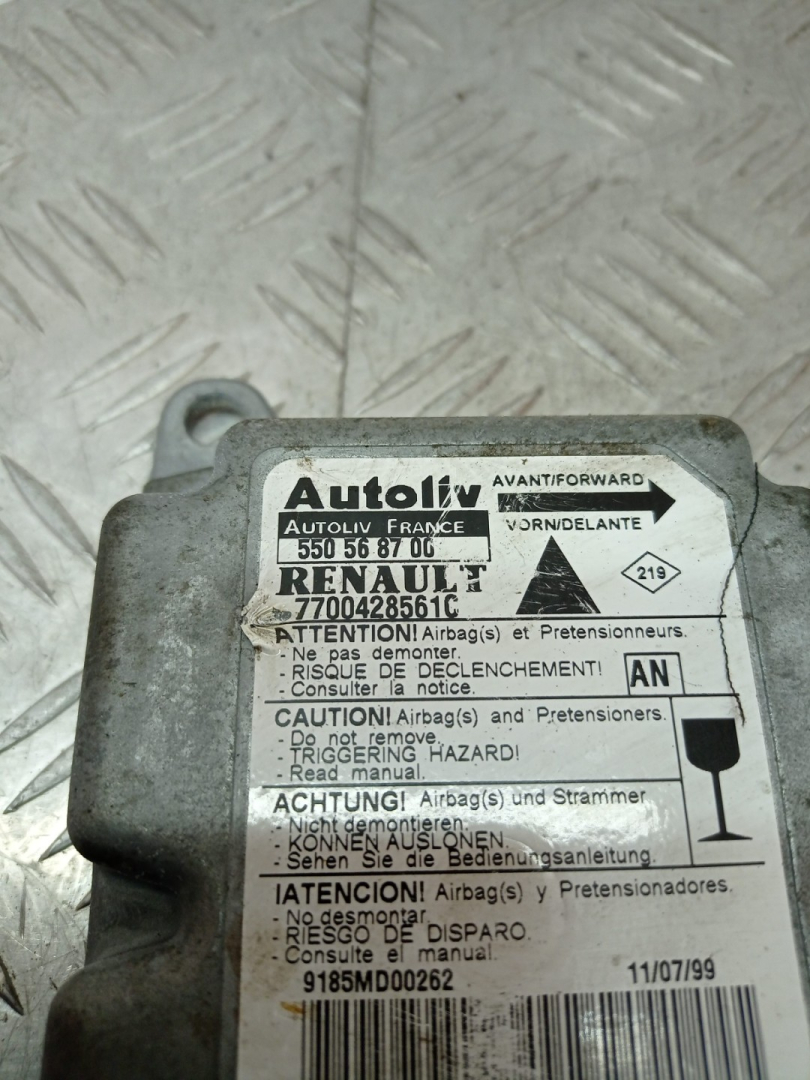 Autoliv
AUTOLIV FRANCE
550 56 87 00
RENAULT
7700428561C
AVANT/FORWARD
VORN/DELANTE
219
ATTENTION! Airbag(s) et Pretensionneurs.
- Ne pas demonter.
- RISQUE DE DECLENCHEMENT!
- Consulter la notice.
AN
CAUTION! Airbag(s) and Pretensioners.
- Do not remove.
- TRIGGERING HAZARD!
- Read manual.
ACHTUNG! Airbag(s) und Strammer
- Nicht demontieren.
- KONNEN AUSLONEN.
- Sehen Sie die Bedienungsanleitung.
IATENCION! Airbag(s) y Pretensionadores.
- No desmontar.
- RIESGO DE DISPARO.
- Consulte el manual.
9185MD00262 11/07/99